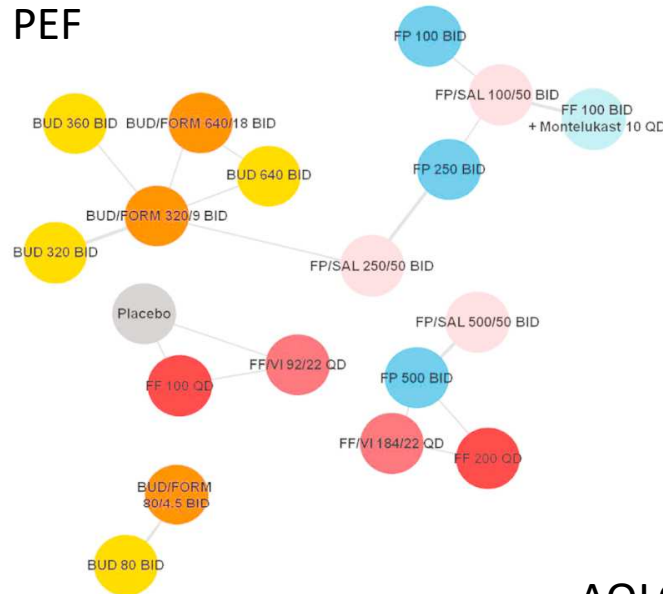 PEF
FP 100 BID
FP/SAL 100/50 BID
FF 100 BID
+ Montelukast 10 QD
BUD 360 BID
BUD/FORM 640/18 BID
BUD 640 BID
FP 250 BID
BUD/FORM 320/9 BID
BUD 320 BID
FP/SAL 250/50 BID
Placebo
FP/SAL 500/50 BID
FF/VI 92/22 QD
FF 100 QD
FP 500 BID
FF/VI 184/22 QD
FF 200 QD
BUD/FORM
80/4.5 BID
BUD 80 BID